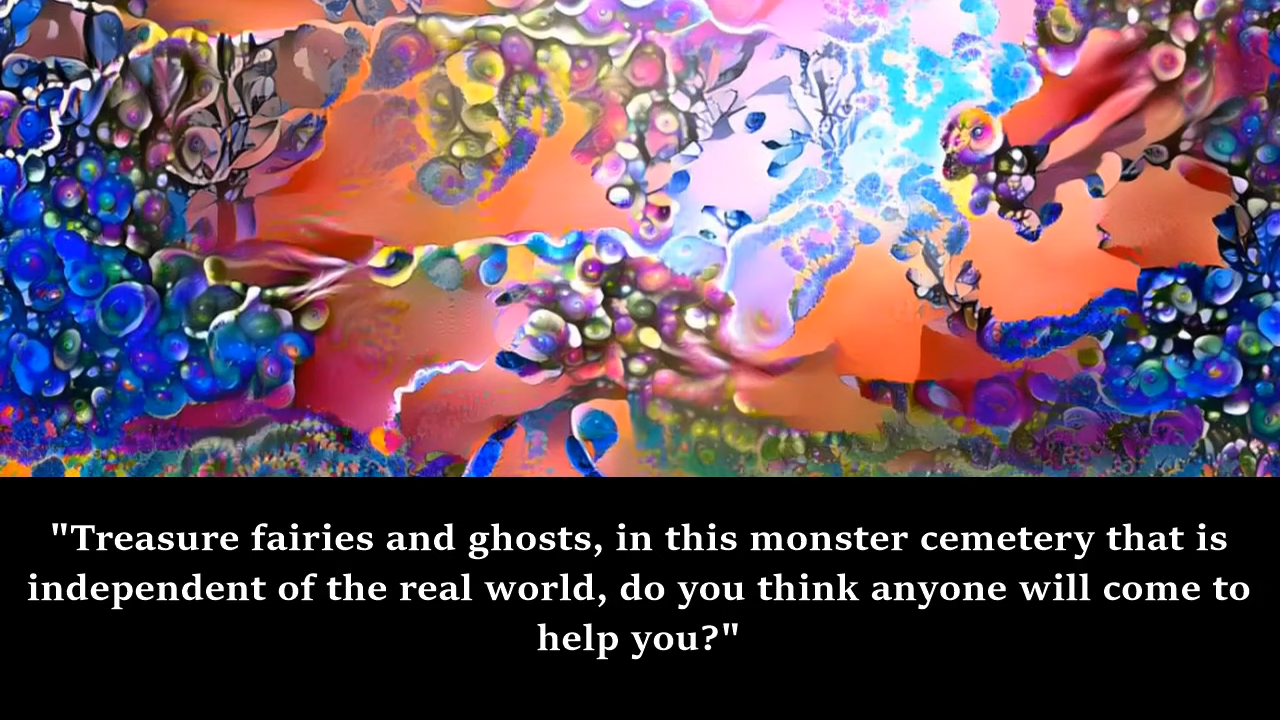 "Treasure fairies and ghosts, in this monster cemetery that is
independent of the real world, do you think anyone will come to
help you?"